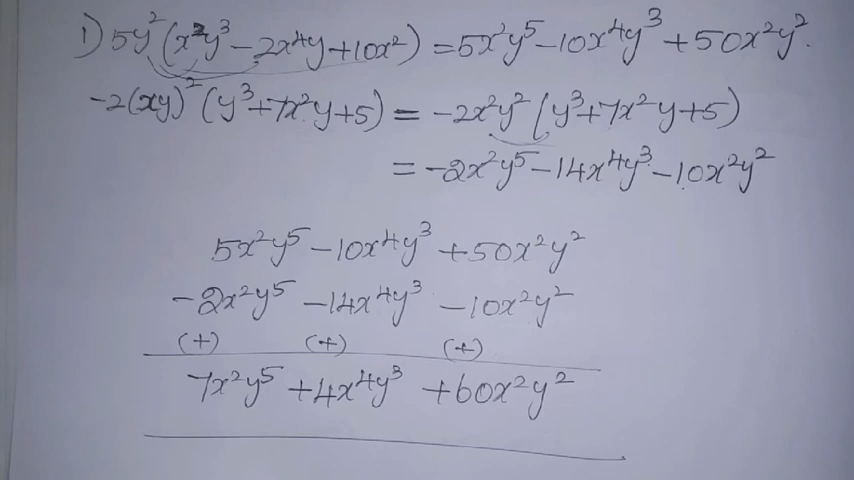 1) 5y²(x²y³ - 2x⁴y + 10x²) = 5x²y⁵ - 10x⁴y³ + 50x²y².
-2(xy)²(y³+7x²y+5) = -2x²y²(y³+7x²y+5)
= -2x²y⁵ - 14x⁴y³ - 10x²y²
5x²y⁵ - 10x⁴y³ + 50x²y²
-2x²y⁵ - 14x⁴y³ - 10x²y²
(+) (+) (+)
7x²y⁵ + 4x⁴y³ + 60x²y²